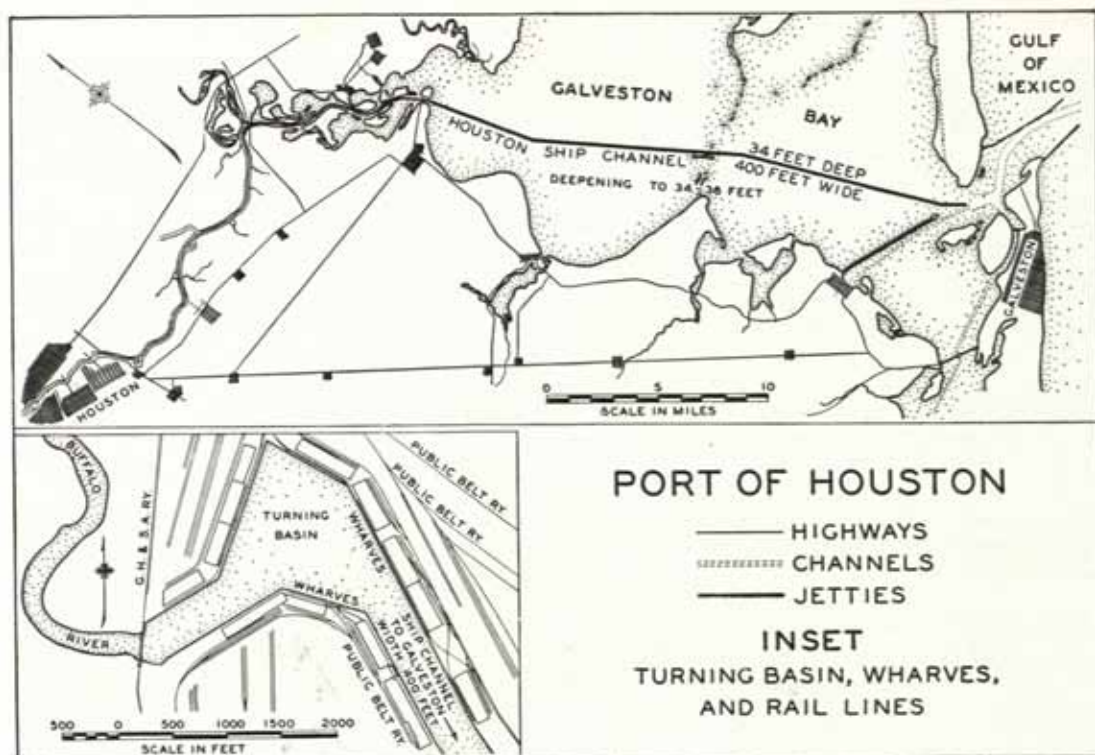 GALVESTON
BAY
GULF
OF
MEXICO
HOUSTON SHIP CHANNEL
34 FEET DEEP
400 FEET WIDE
DEEPENING TO 34-36 FEET
GALVESTON
HOUSTON
0 5 10
SCALE IN MILES
BUFFALO
RIVER
G.H.& S.A. RY
TURNING
BASIN
WHARVES
WHARVES
PUBLIC BELT RY
PUBLIC BELT RY
PUBLIC BELT RY.
SHIP CHANNEL
TO GALVESTON
WIDTH 400 FEET
500 0 500 1000 1500 2000
SCALE IN FEET
PORT OF HOUSTON
HIGHWAYS
CHANNELS
JETTIES
INSET
TURNING BASIN, WHARVES,
AND RAIL LINES